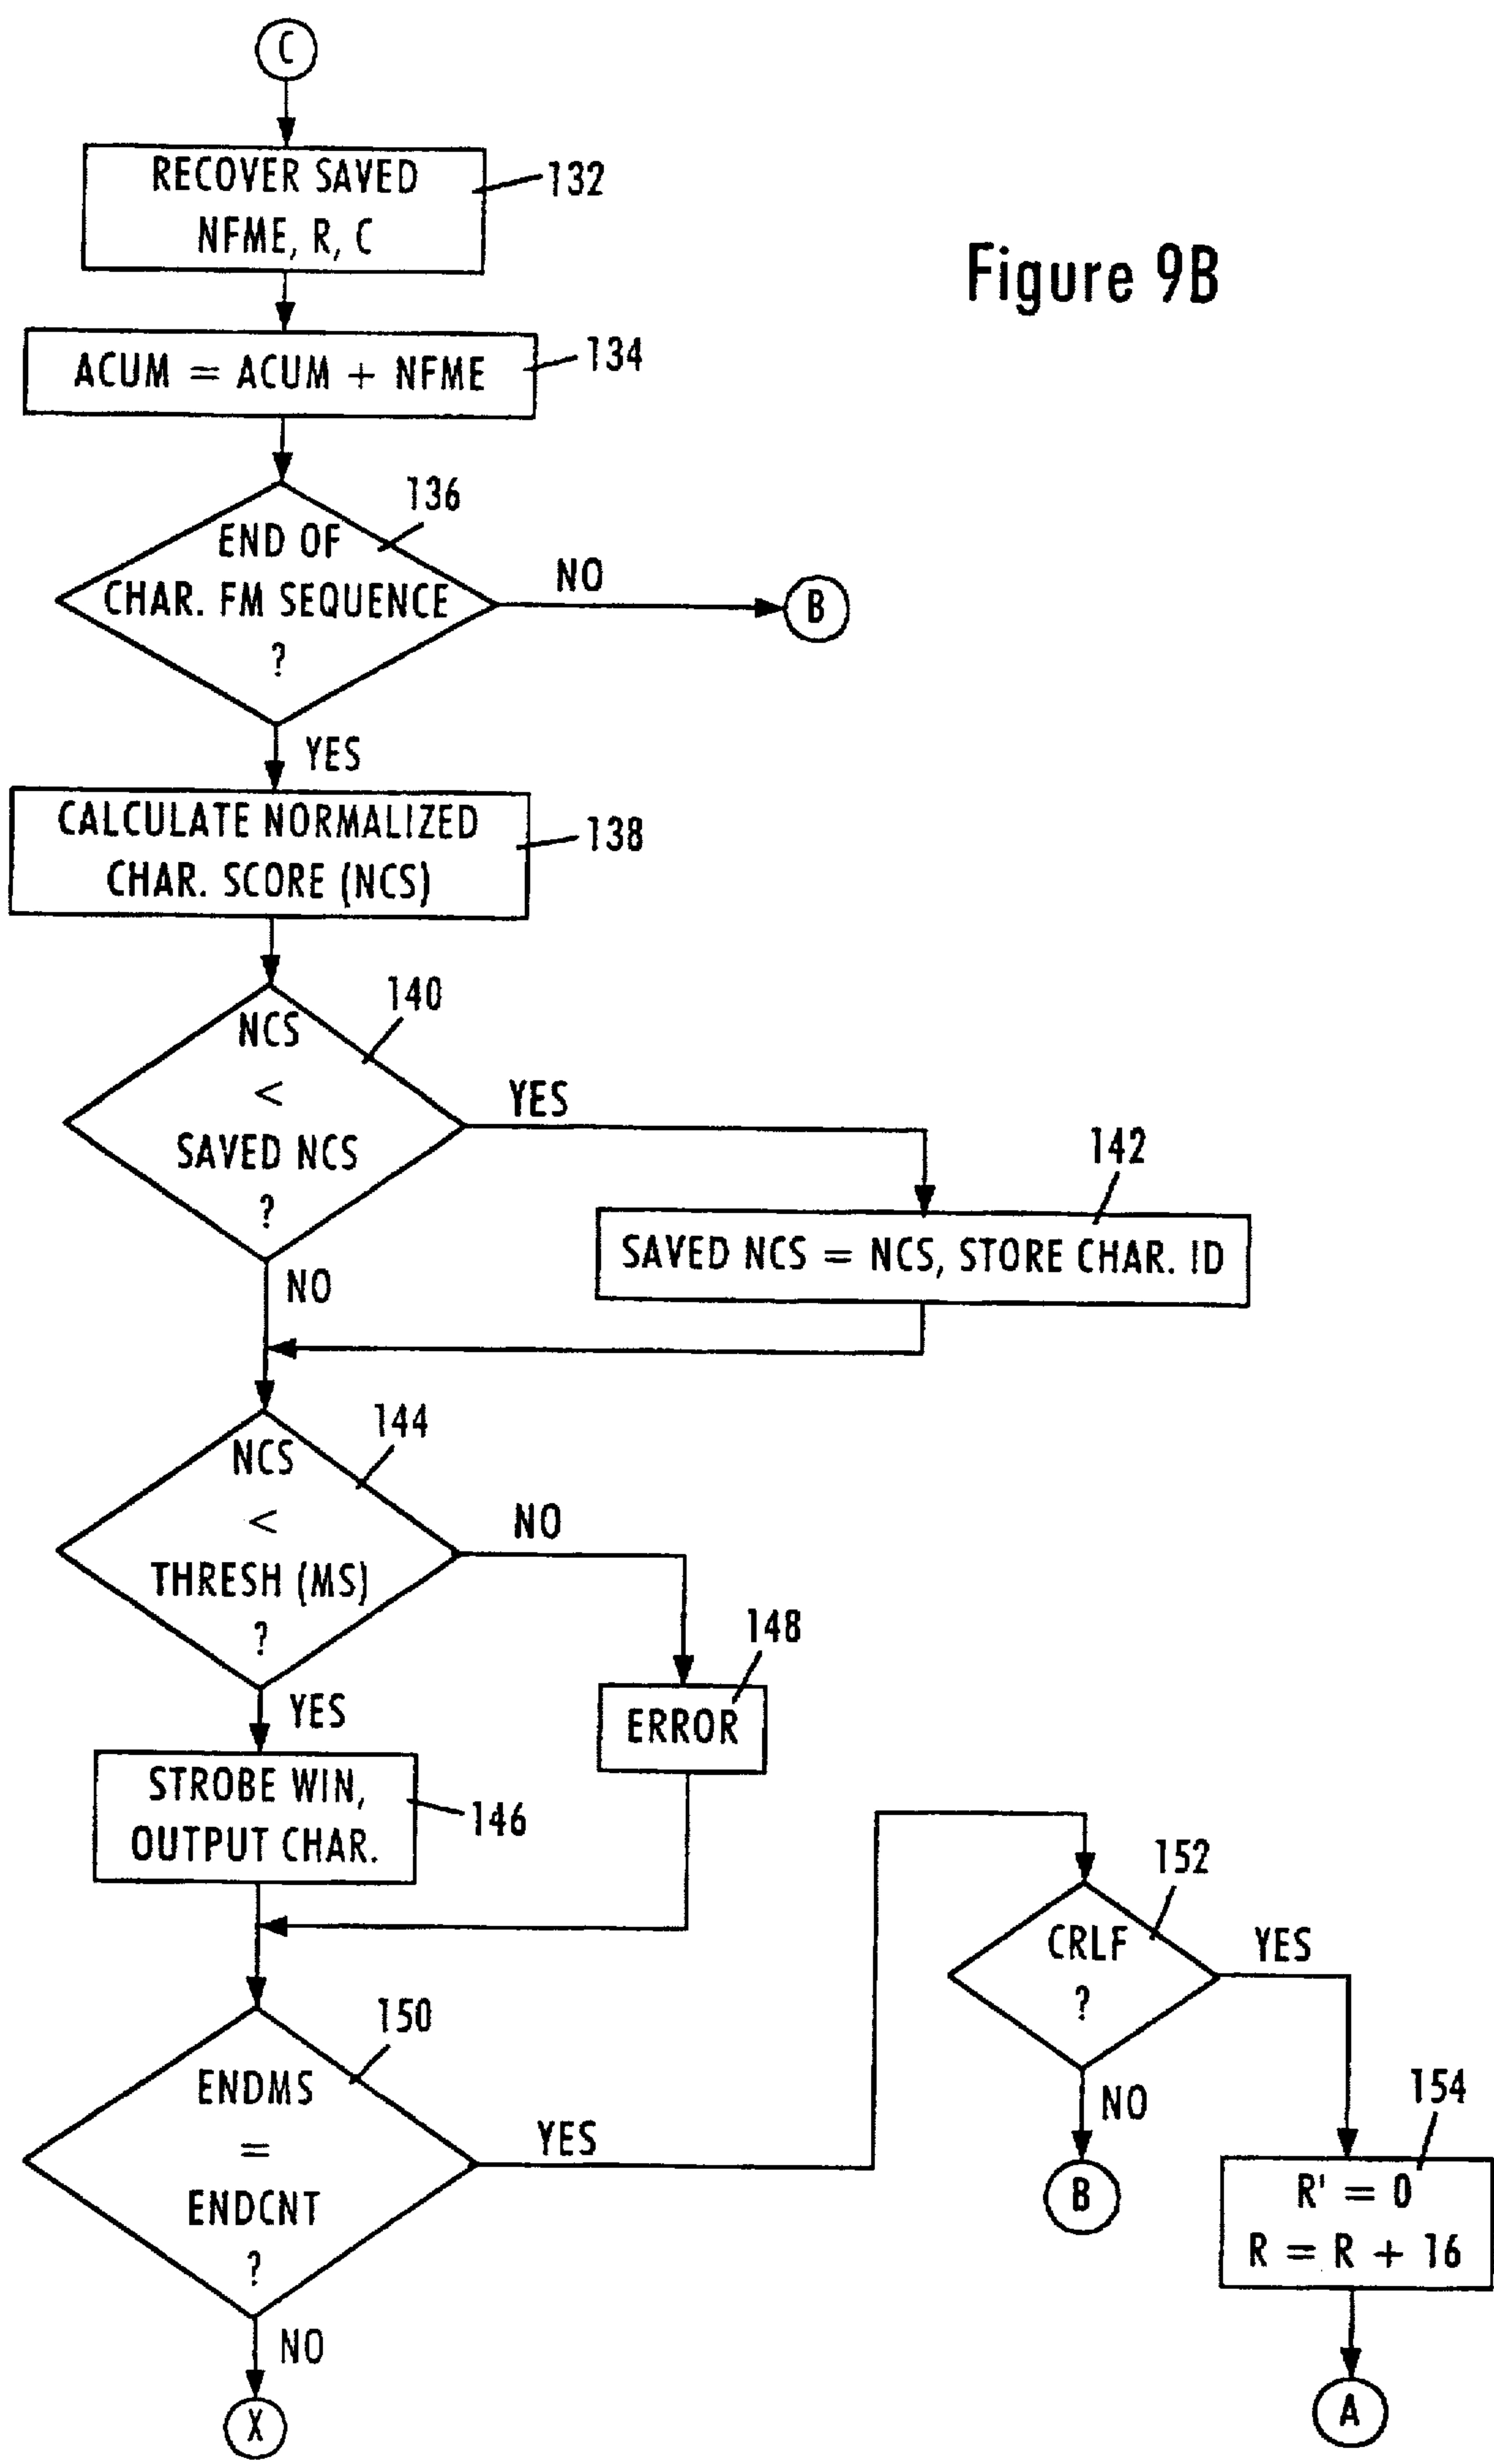 C
RECOVER SAVED
NFME, R, C
132
Figure 9B
ACUM = ACUM + NFME
134
136
END OF
CHAR. FM SEQUENCE
?
NO
B
YES
CALCULATE NORMALIZED
CHAR. SCORE (NCS)
138
140
NCS
<
SAVED NCS
?
YES
142
SAVED NCS = NCS, STORE CHAR. ID
NO
144
NCS
<
THRESH (MS)
?
NO
148
ERROR
YES
STROBE WIN,
OUTPUT CHAR.
146
152
CRLF
?
YES
150
ENDMS
=
ENDCNT
?
YES
NO
B
154
R' = 0
R = R + 16
NO
X
A